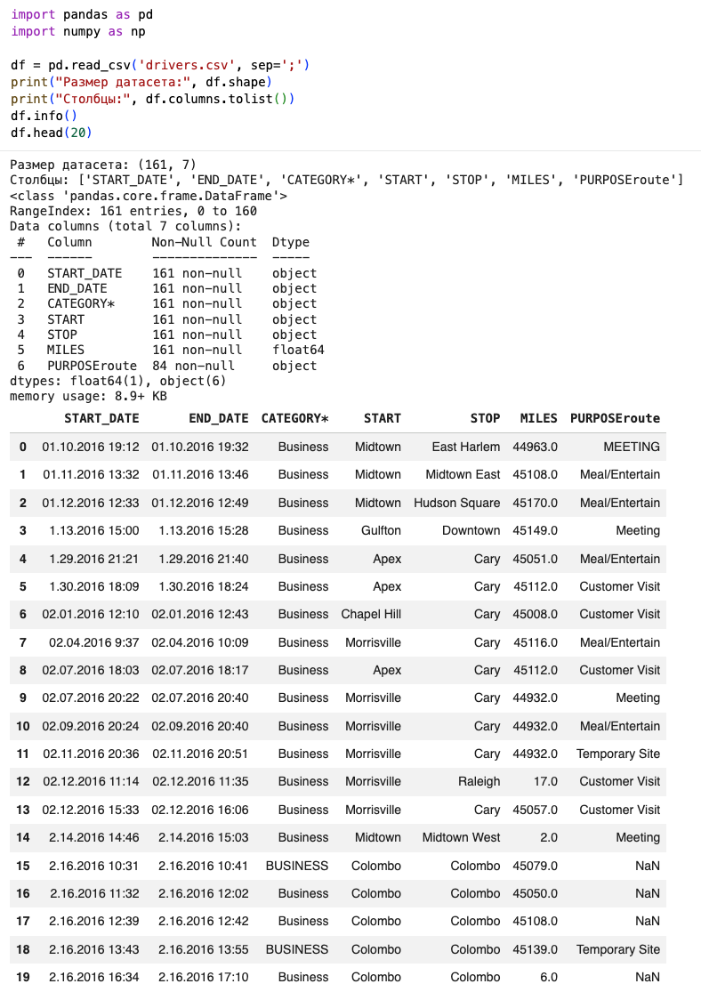 import pandas as pd
import numpy as np
df = pd.read_csv('drivers.csv', sep=';')
print("Размер датасета:", df.shape)
print("Столбцы:", df.columns.tolist())
df.info()
df.head(20)
Размер датасета: (161, 7)
Столбцы: ['START_DATE', 'END_DATE', 'CATEGORY*', 'START', 'STOP', 'MILES', 'PURPOSEroute']
<class 'pandas.core.frame.DataFrame'>
RangeIndex: 161 entries, 0 to 160
Data columns (total 7 columns):
 #   Column        Non-Null Count  Dtype
---  ------        --------------  -----
 0   START_DATE    161 non-null    object
 1   END_DATE      161 non-null    object
 2   CATEGORY*     161 non-null    object
 3   START         161 non-null    object
 4   STOP          161 non-null    object
 5   MILES         161 non-null    float64
 6   PURPOSEroute  84 non-null     object
dtypes: float64(1), object(6)
memory usage: 8.9+ KB
START_DATE END_DATE CATEGORY* START STOP MILES PURPOSEroute
0 01.10.2016 19:12 01.10.2016 19:32 Business Midtown East Harlem 44963.0 MEETING
1 01.11.2016 13:32 01.11.2016 13:46 Business Midtown Midtown East 45108.0 Meal/Entertain
2 01.12.2016 12:33 01.12.2016 12:49 Business Midtown Hudson Square 45170.0 Meal/Entertain
3 1.13.2016 15:00 1.13.2016 15:28 Business Gulfton Downtown 45149.0 Meeting
4 1.29.2016 21:21 1.29.2016 21:40 Business Apex Cary 45051.0 Meal/Entertain
5 1.30.2016 18:09 1.30.2016 18:24 Business Apex Cary 45112.0 Customer Visit
6 02.01.2016 12:10 02.01.2016 12:43 Business Chapel Hill Cary 45008.0 Customer Visit
7 02.04.2016 9:37 02.04.2016 10:09 Business Morrisville Cary 45116.0 Meal/Entertain
8 02.07.2016 18:03 02.07.2016 18:17 Business Apex Cary 45112.0 Customer Visit
9 02.07.2016 20:22 02.07.2016 20:40 Business Morrisville Cary 44932.0 Meeting
10 02.09.2016 20:24 02.09.2016 20:40 Business Morrisville Cary 44932.0 Meal/Entertain
11 02.11.2016 20:36 02.11.2016 20:51 Business Morrisville Cary 44932.0 Temporary Site
12 02.12.2016 11:14 02.12.2016 11:35 Business Morrisville Raleigh 17.0 Customer Visit
13 02.12.2016 15:33 02.12.2016 16:06 Business Morrisville Cary 45057.0 Customer Visit
14 2.14.2016 14:46 2.14.2016 15:03 Business Midtown Midtown West 2.0 Meeting
15 2.16.2016 10:31 2.16.2016 10:41 BUSINESS Colombo Colombo 45079.0 NaN
16 2.16.2016 11:32 2.16.2016 12:02 Business Colombo Colombo 45050.0 NaN
17 2.16.2016 12:39 2.16.2016 12:42 Business Colombo Colombo 45108.0 NaN
18 2.16.2016 13:43 2.16.2016 13:55 BUSINESS Colombo Colombo 45139.0 Temporary Site
19 2.16.2016 16:34 2.16.2016 17:10 Business Colombo Colombo 6.0 NaN